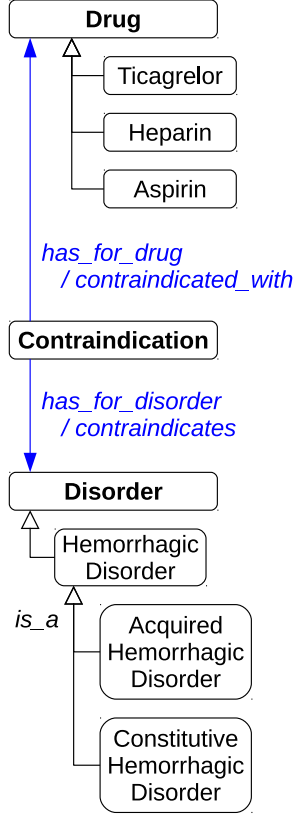 Drug
Ticagrelor
Heparin
Aspirin
has_for_drug
/ contraindicated_with
Contraindication
has_for_disorder
/ contraindicates
Disorder
Hemorrhagic
Disorder
is_a
Acquired
Hemorrhagic
Disorder
Constitutive
Hemorrhagic
Disorder